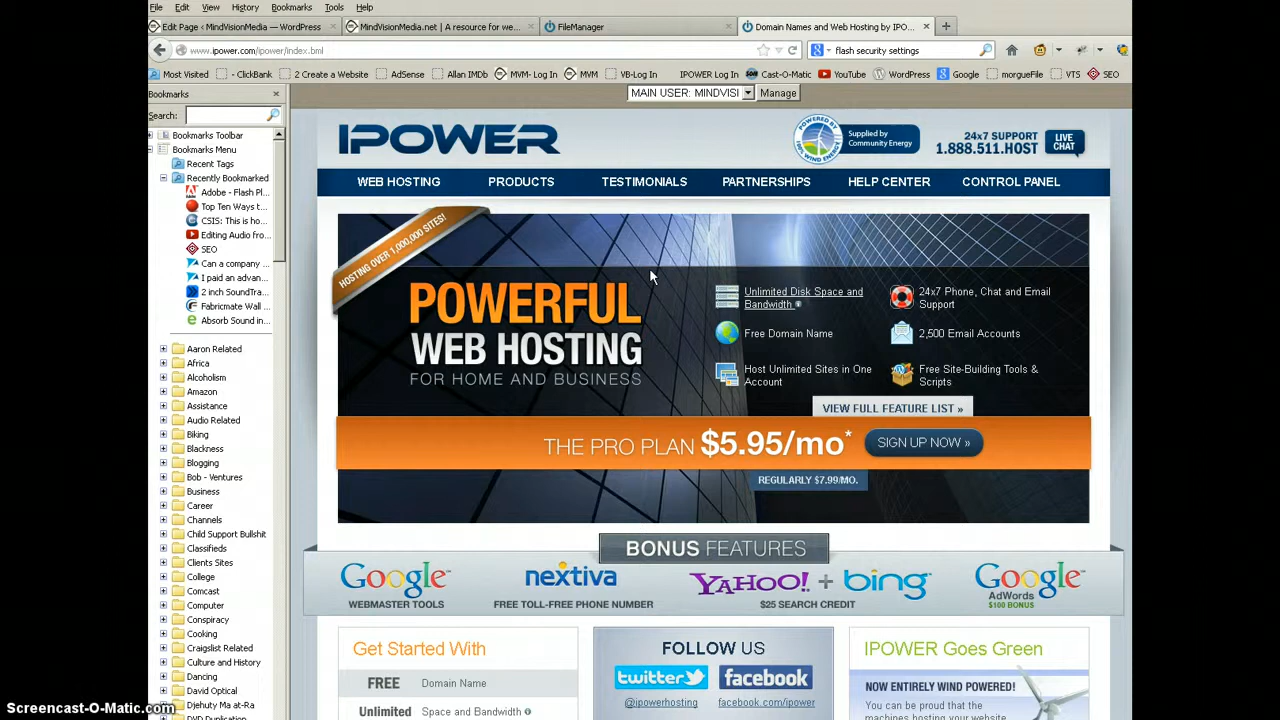 File Edit View History Bookmarks Tools Help
Edit Page ‹ MindVisionMedia — WordPress × MindVisionMedia.net | A resource for we... × FileManager × Domain Names and Web Hosting by IPO... × +
www.ipower.com/ipower/index.bml flash security settings
Most Visited - ClickBank 2 Create a Website AdSense Allan IMDb MVM- Log In MVM VB-Log In IPOWER Log In Cast-O-Matic YouTube WordPress Google morgueFile VTS SEO
Bookmarks ×
MAIN USER: MINDVISI Manage
Search:
Bookmarks Toolbar
Bookmarks Menu
Recent Tags
Recently Bookmarked
Adobe - Flash Pl...
Top Ten Ways t...
CSIS: This is ho...
Editing Audio fro...
SEO
Can a company ...
I paid an advan...
2 inch SoundTra...
Fabricmate Wall ...
Absorb Sound in...
Aaron Related
Africa
Alcoholism
Amazon
Assistance
Audio Related
Biking
Blackness
Blogging
Bob - Ventures
Business
Career
Channels
Child Support Bullshit
Classifieds
Clients Sites
College
Comcast
Computer
Conspiracy
Cooking
Craigslist Related
Culture and History
Dancing
David Optical
Djehuty Ma at-Ra
DVD Duplication
IPOWER
Supplied by
Community Energy
24x7 SUPPORT
1.888.511.HOST
LIVE
CHAT
WEB HOSTING PRODUCTS TESTIMONIALS PARTNERSHIPS HELP CENTER CONTROL PANEL
HOSTING OVER 1,000,000 SITES!
POWERFUL
WEB HOSTING
FOR HOME AND BUSINESS
Unlimited Disk Space and
Bandwidth
Free Domain Name
Host Unlimited Sites in One
Account
24x7 Phone, Chat and Email
Support
2,500 Email Accounts
Free Site-Building Tools &
Scripts
VIEW FULL FEATURE LIST »
THE PRO PLAN $5.95/mo* SIGN UP NOW »
REGULARLY $7.99/MO.
BONUS FEATURES
Google
WEBMASTER TOOLS
nextiva
FREE TOLL-FREE PHONE NUMBER
YAHOO! + bing
$25 SEARCH CREDIT
Google
AdWords
$100 BONUS
Get Started With
FREE Domain Name
Unlimited Space and Bandwidth
FOLLOW US
twitter facebook
@ipowerhosting facebook.com/ipower
IPOWER Goes Green
NOW ENTIRELY WIND POWERED!
You can be proud that the
machines hosting your website
Screencast-O-Matic.com